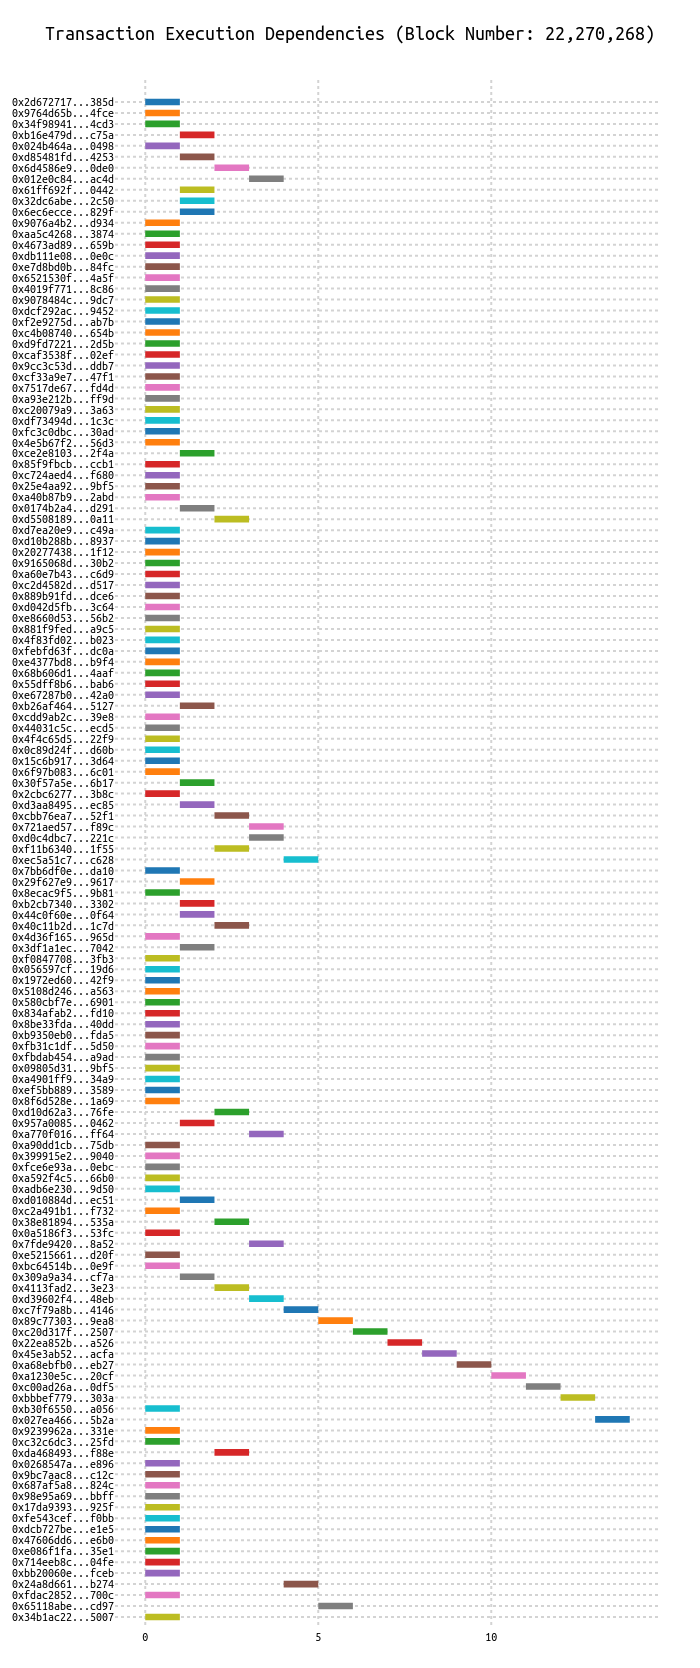 Transaction Execution Dependencies (Block Number: 22,270,268)
0x2d672717...385d
0x9764d65b...4fce
0x34f98941...4cd3
0xb16e479d...c75a
0x024b464a...0498
0xd85481fd...4253
0x6d4586e9...0de0
0x012e0c84...ac4d
0x61ff692f...0442
0x32dc6abe...2c50
0x6ec6ecce...829f
0x9076a4b2...d934
0xaa5c4268...3874
0x4673ad89...659b
0xdb111e08...0e0c
0xe7d8bd0b...84fc
0x6521530f...4a5f
0x4019f771...8c86
0x9078484c...9dc7
0xdcf292ac...9452
0xf2e9275d...ab7b
0xc4b08740...654b
0xd9fd7221...2d5b
0xcaf3538f...02ef
0x9cc3c53d...ddb7
0xcf33a9e7...47f1
0x7517de67...fd4d
0xa93e212b...ff9d
0xc20079a9...3a63
0xdf73494d...1c3c
0xfc3c0dbc...30ad
0x4e5b67f2...56d3
0xce2e8103...2f4a
0x85f9fbcb...ccb1
0xc724aed4...f680
0x25e4aa92...9bf5
0xa40b87b9...2abd
0x0174b2a4...d291
0xd5508189...0a11
0xd7ea20e9...c49a
0xd10b288b...8937
0x20277438...1f12
0x9165068d...30b2
0xa60e7b43...c6d9
0xc2d4582d...d517
0x889b91fd...dce6
0xd042d5fb...3c64
0xe8660d53...56b2
0x881f9fed...a9c5
0x4f83fd02...b023
0xfebfd63f...dc0a
0xe4377bd8...b9f4
0x68b606d1...4aaf
0x55dff8b6...bab6
0xe67287b0...42a0
0xb26af464...5127
0xcdd9ab2c...39e8
0x44031c5c...ecd5
0x4f4c65d5...22f9
0x0c89d24f...d60b
0x15c6b917...3d64
0x6f97b083...6c01
0x30f57a5e...6b17
0x2cbc6277...3b8c
0xd3aa8495...ec85
0xcbb76ea7...52f1
0x721aed57...f89c
0xd0c4dbc7...221c
0xf11b6340...1f55
0xec5a51c7...c628
0x7bb6df0e...da10
0x29f627e9...9617
0x8ecac9f5...9b81
0xb2cb7340...3302
0x44c0f60e...0f64
0x40c11b2d...1c7d
0x4d36f165...965d
0x3df1a1ec...7042
0xf0847708...3fb3
0x056597cf...19d6
0x1972ed60...42f9
0x5108d246...a563
0x580cbf7e...6901
0x834afab2...fd10
0x8be33fda...40dd
0xb9350eb0...fda5
0xfb31c1df...5d50
0xfbdab454...a9ad
0x09805d31...9bf5
0xa4901ff9...34a9
0xef5bb889...3589
0x8f6d528e...1a69
0xd10d62a3...76fe
0x957a0085...0462
0xa770f016...ff64
0xa90dd1cb...75db
0x399915e2...9040
0xfce6e93a...0ebc
0xa592f4c5...66b0
0xadb6e230...9d50
0xd010884d...ec51
0xc2a491b1...f732
0x38e81894...535a
0x0a5186f3...53fc
0x7fde9420...8a52
0xe5215661...d20f
0xbc64514b...0e9f
0x309a9a34...cf7a
0x4113fad2...3e23
0xd39602f4...48eb
0xc7f79a8b...4146
0x89c77303...9ea8
0xc20d317f...2507
0x22ea852b...a526
0x45e3ab52...acfa
0xa68ebfb0...eb27
0xa1230e5c...20cf
0xc00ad26a...0df5
0xbbbef779...303a
0xb30f6550...a056
0x027ea466...5b2a
0x9239962a...331e
0xc32c6dc3...25fd
0xda468493...f88e
0x0268547a...e896
0x9bc7aac8...c12c
0x687af5a8...824c
0x98e95a69...bbff
0x17da9393...925f
0xfe543cef...f0bb
0xdcb727be...e1e5
0x47606dd6...e6b0
0xe086f1fa...35e1
0x714eeb8c...04fe
0xbb20060e...fceb
0x24a8d661...b274
0xfdac2852...700c
0x65118abe...cd97
0x34b1ac22...5007
0 5 10